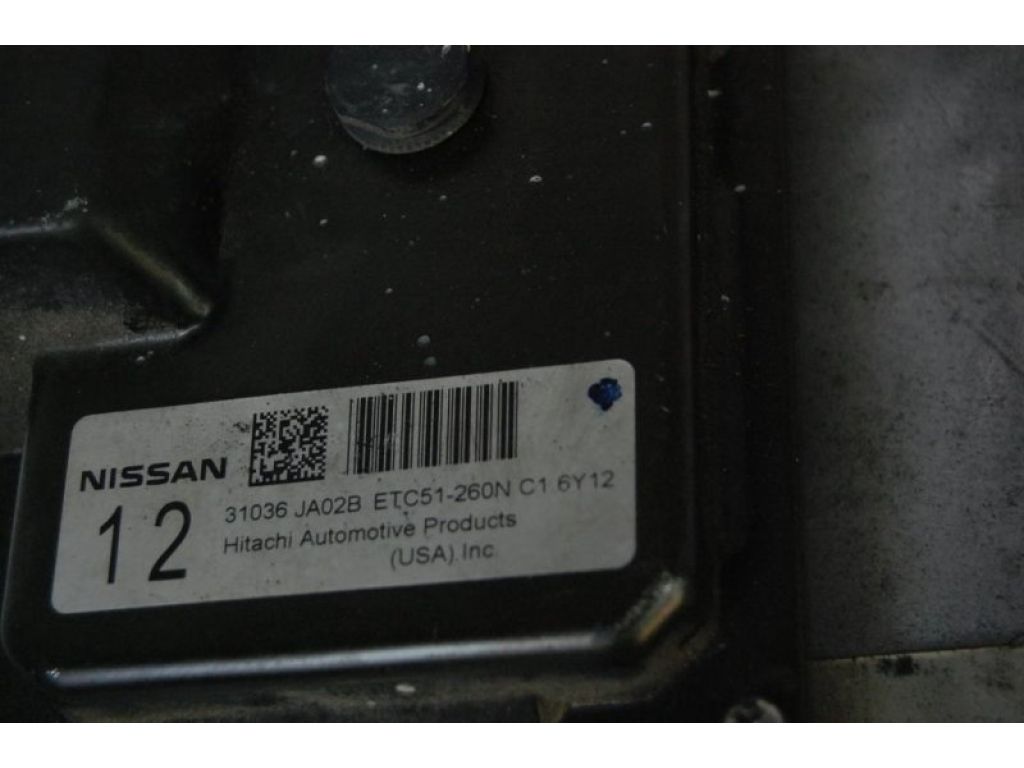 NISSAN
12
31036 JA02B ETC51-260N C1 6Y12
Hitachi Automotive Products
(USA).Inc.